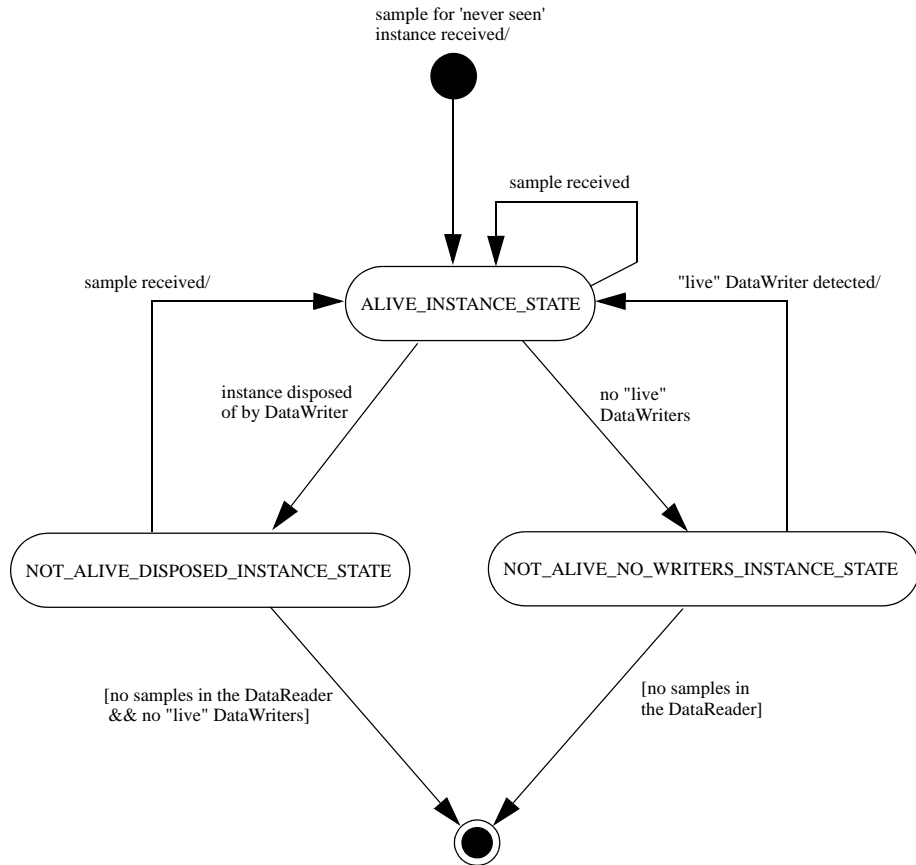 sample for 'never seen'
instance received/
sample received
sample received/
"live" DataWriter detected/
ALIVE_INSTANCE_STATE
instance disposed
of by DataWriter
no "live"
DataWriters
NOT_ALIVE_DISPOSED_INSTANCE_STATE
NOT_ALIVE_NO_WRITERS_INSTANCE_STATE
[no samples in the DataReader
&& no "live" DataWriters]
[no samples in
the DataReader]